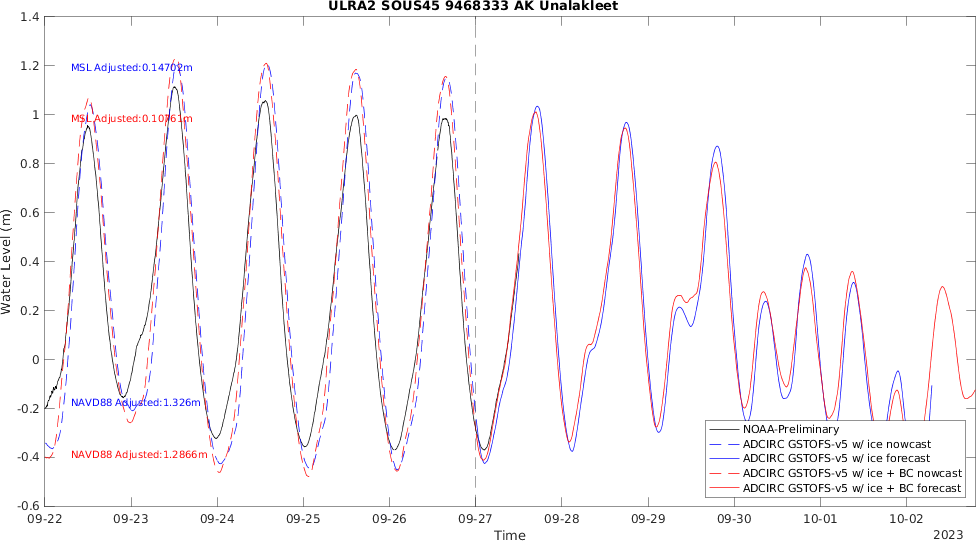 ULRA2 SOUS45 9468333 AK Unalakleet
1.4
1.2
1
0.8
0.6
0.4
0.2
0
-0.2
-0.4
-0.6
Water Level (m)
MSL Adjusted:0.14702m
MSL Adjusted:0.10761m
NAVD88 Adjusted:1.326m
NAVD88 Adjusted:1.2866m
NOAA-Preliminary
ADCIRC GSTOFS-v5 w/ ice nowcast
ADCIRC GSTOFS-v5 w/ ice forecast
ADCIRC GSTOFS-v5 w/ ice + BC nowcast
ADCIRC GSTOFS-v5 w/ ice + BC forecast
09-22 09-23 09-24 09-25 09-26 09-27 09-28 09-29 09-30 10-01 10-02
Time
2023